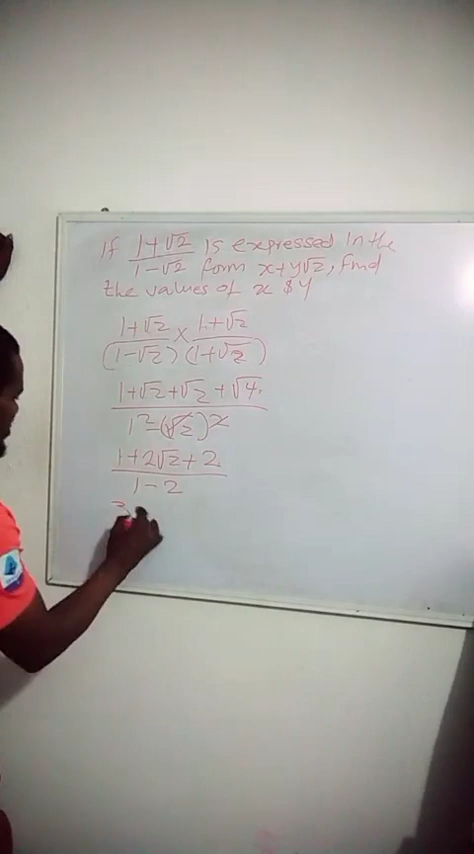 If 1+√2 is expressed in the
1-√2 form x+y√2, find
the values of x & y
1+√2 × 1+√2
(1-√2) (1+√2)
1+√2+√2+√4
1²-(√2)²
1+2√2+2
1-2
3